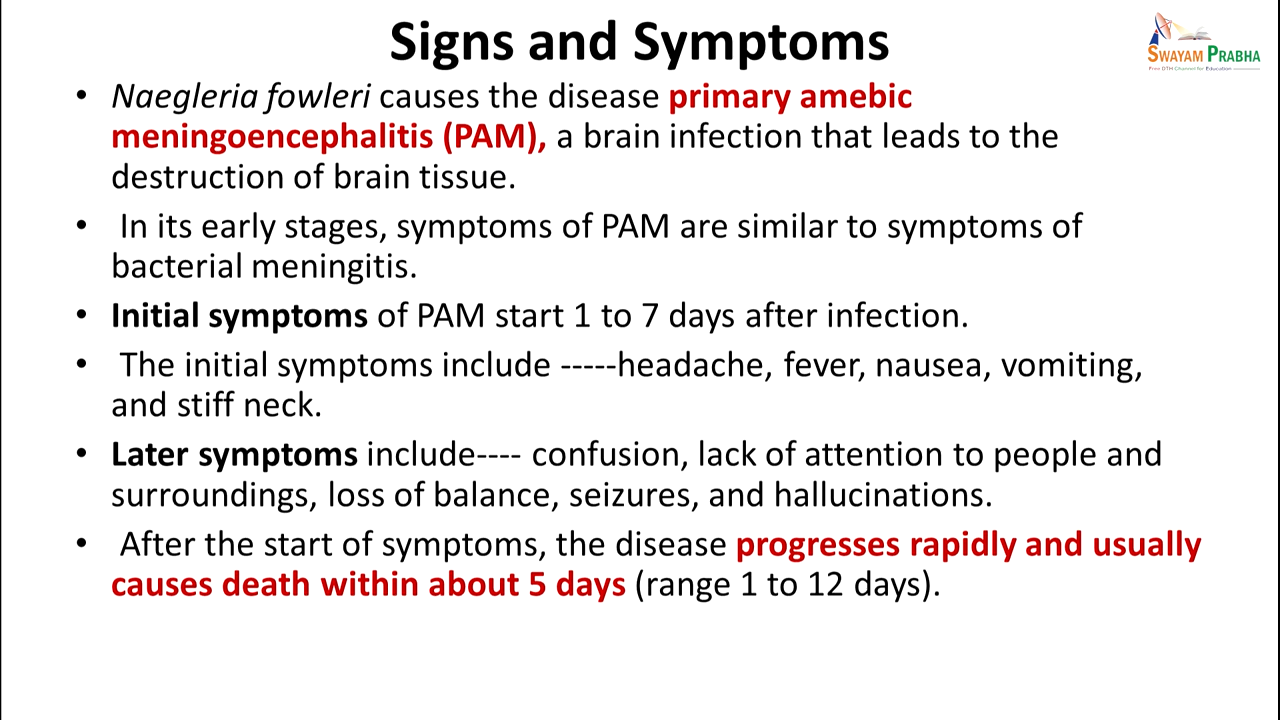 Signs and Symptoms
SWAYAM PRABHA
Free DTH Channel for Education
• Naegleria fowleri causes the disease primary amebic
meningoencephalitis (PAM), a brain infection that leads to the
destruction of brain tissue.
• In its early stages, symptoms of PAM are similar to symptoms of
bacterial meningitis.
• Initial symptoms of PAM start 1 to 7 days after infection.
• The initial symptoms include -----headache, fever, nausea, vomiting,
and stiff neck.
• Later symptoms include---- confusion, lack of attention to people and
surroundings, loss of balance, seizures, and hallucinations.
• After the start of symptoms, the disease progresses rapidly and usually
causes death within about 5 days (range 1 to 12 days).